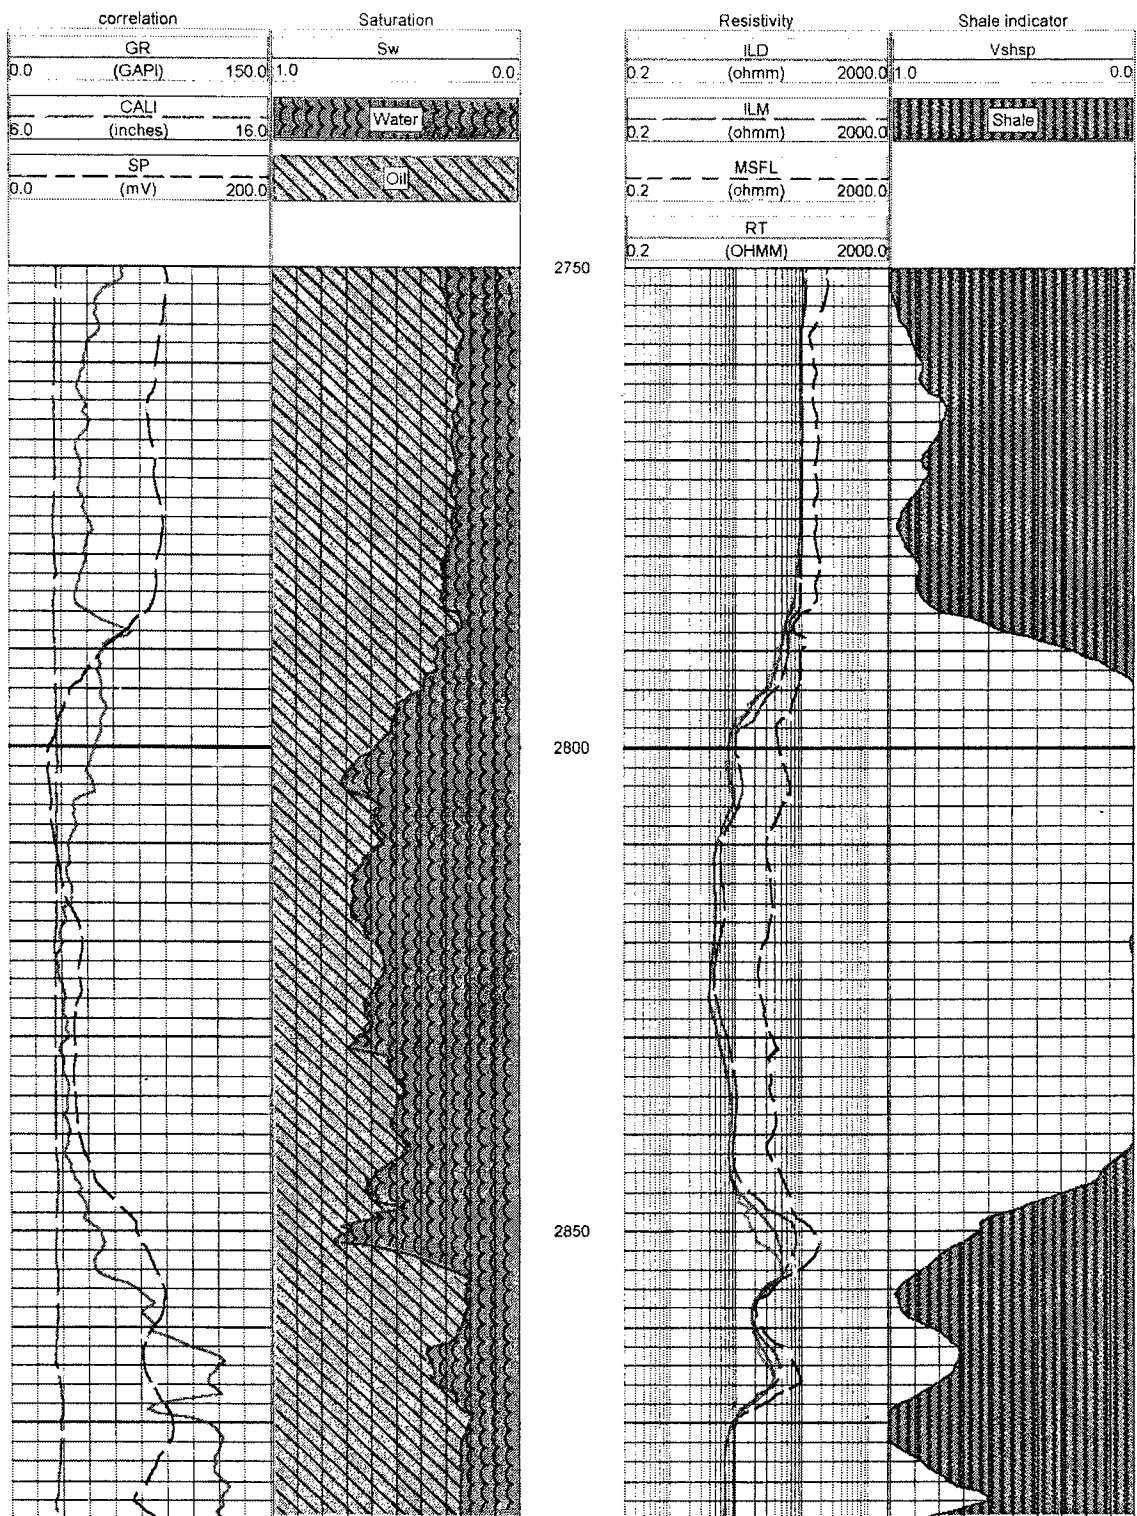 correlation Saturation Resistivity Shale indicator
GR Sw ILD Vshsp
0.0 (GAPI) 150.0 1.0 0.0 0.2 (ohmm) 2000.0 1.0 0.0
CALI Water ILM Shale
6.0 (inches) 16.0 0.2 (ohmm) 2000.0
SP Oil MSFL
0.0 (mV) 200.0 0.2 (ohmm) 2000.0
RT
0.2 (OHMM) 2000.0
2750
2800
2850